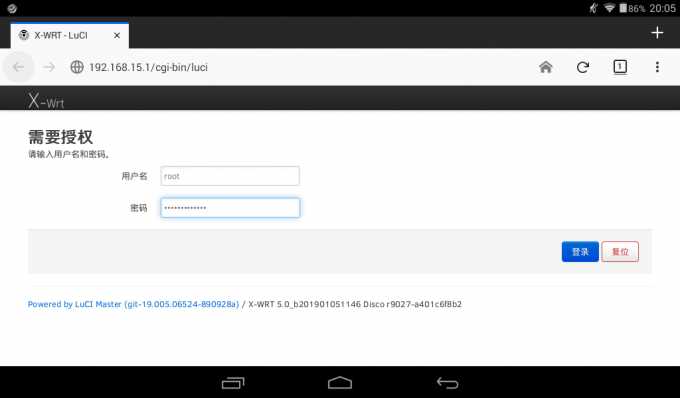 86% 20:05
X-WRT - LuCI
192.168.15.1/cgi-bin/luci
1
X-Wrt
需要授权
请输入用户名和密码。
用户名 root
密码 •••••••••••••
登录 复位
Powered by LuCI Master (git-19.005.06524-890928a) / X-WRT 5.0_b201901051146 Disco r9027-a401c6f8b2